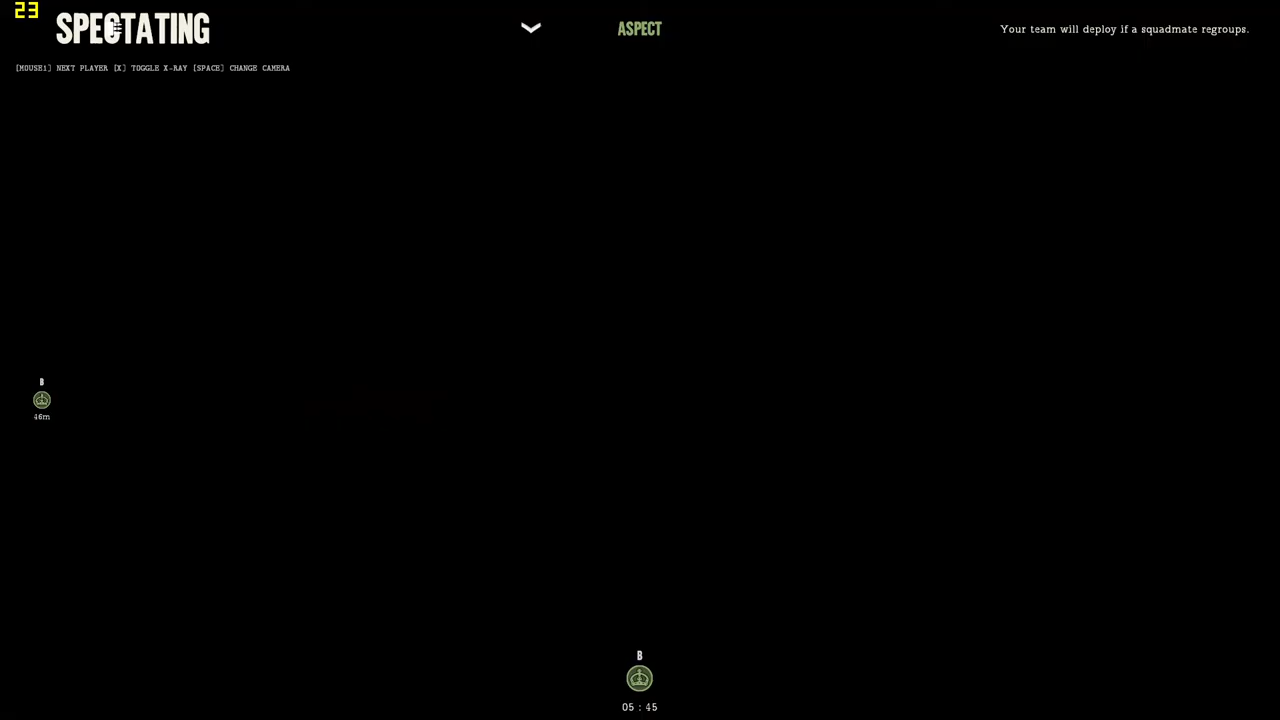 23
SPECTATING
ASPECT
Your team will deploy if a squadmate regroups.
[MOUSE1] NEXT PLAYER [X] TOGGLE X-RAY [SPACE] CHANGE CAMERA
B
46m
B
05 : 45